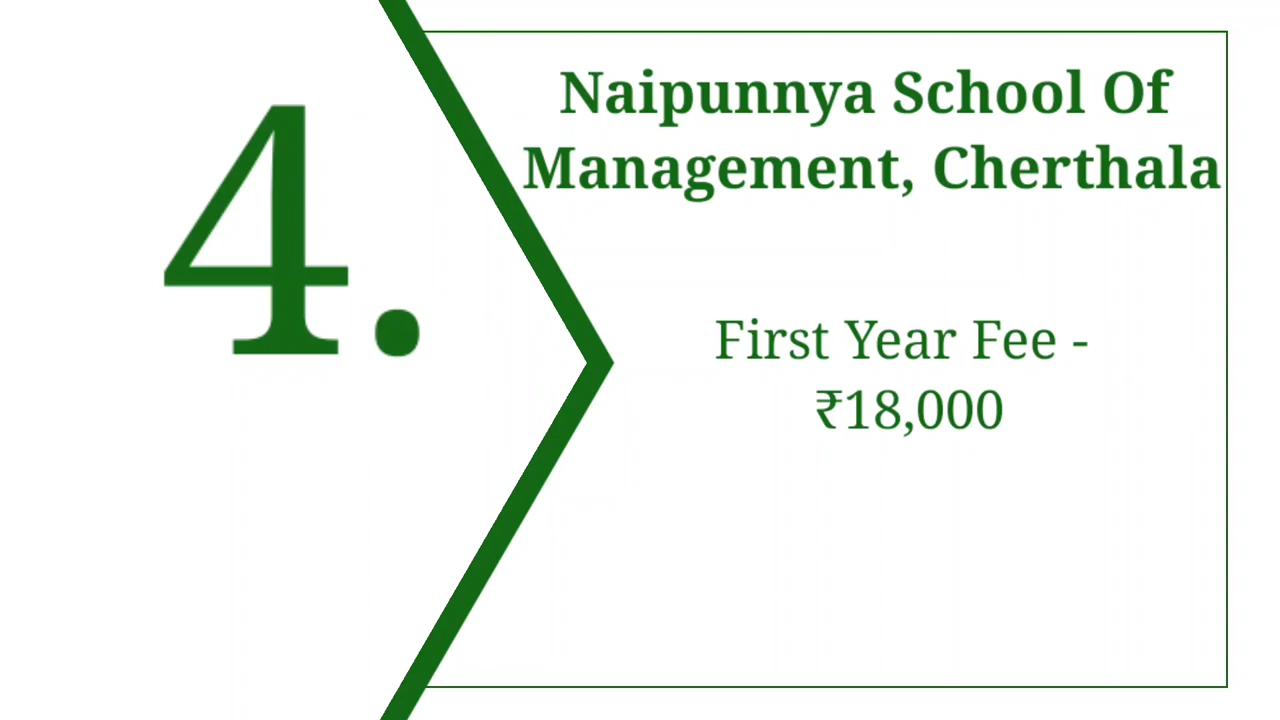 4.
Naipunnya School Of
Management, Cherthala
First Year Fee -
₹18,000